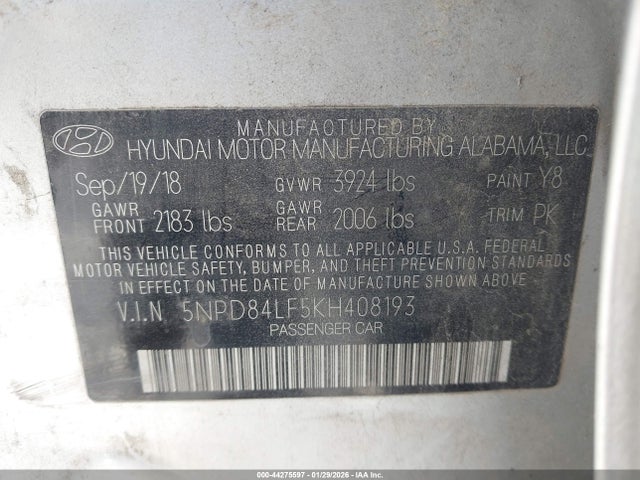 MANUFACTURED BY
HYUNDAI MOTOR MANUFACTURING ALABAMA, LLC
Sep/19/18 GVWR 3924 lbs PAINT Y8
GAWR FRONT 2183 lbs GAWR REAR 2006 lbs TRIM PK
THIS VEHICLE CONFORMS TO ALL APPLICABLE U.S.A. FEDERAL
MOTOR VEHICLE SAFETY, BUMPER, AND THEFT PREVENTION STANDARDS
IN EFFECT ON THE DATE OF MANUFACTURE SHOWN ABOVE.
V.I.N. 5NPD84LF5KH408193
PASSENGER CAR
000-44275597 - 01/29/2026 - IAA Corp.